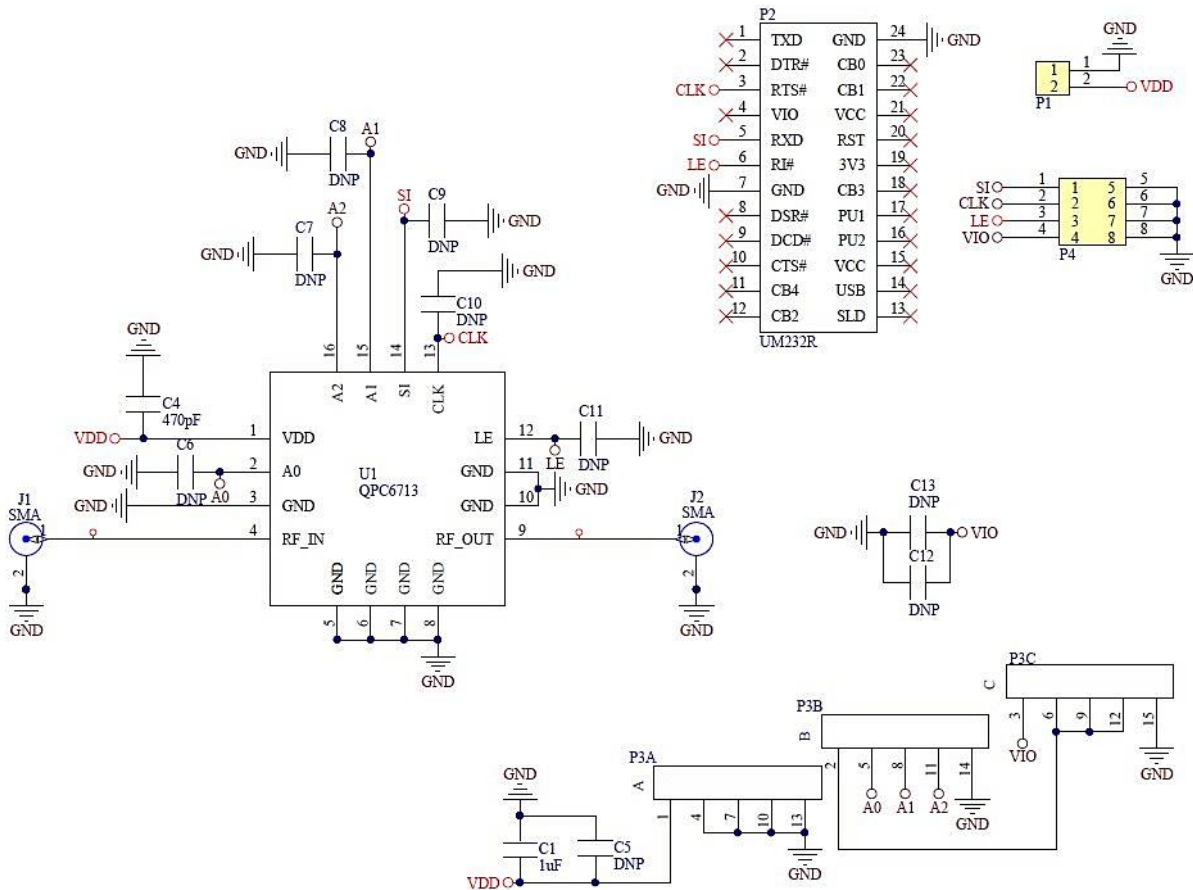 P2
1 TXD GND 24 GND
2 DTR# CB0 23
CLK 3 RTS# CB1 22
4 VIO VCC 21
SI 5 RXD RST 20
LE 6 RI# 3V3 19
GND 7 GND CB3 18
8 DSR# PU1 17
9 DCD# PU2 16
10 CTS# VCC 15
11 CB4 USB 14
12 CB2 SLD 13
UM232R
GND
1 1
2 2 VDD
P1
SI 1 1 5 5
CLK 2 2 6 6
LE 3 3 7 7
VIO 4 4 8 8
P4
GND
C8 A1
GND
DNP
A2 SI C9
C7 GND
GND DNP
DNP
GND
C10
DNP
CLK
GND
16 15 14 13
A2 A1 SI CLK
C4
470pF
VDD 1 VDD
C6
GND 2 A0
DNP A0
GND 3 GND
J1
SMA
1 4 RF_IN
2
GND
U1
QPC6713
LE 12 C11 GND
LE DNP
GND 11
GND
GND 10
RF_OUT 9
J2
SMA
1
2
GND
GND GND GND GND
5 6 7 8
GND
C13
DNP
GND VIO
C12
DNP
P3C
C
3 6 9 12 15
VIO
GND
P3B
B
2 5 8 11 14
A0 A1 A2
GND
P3A
A
1 4 7 10 13
GND
GND
C1
1uF
C5
DNP
VDD